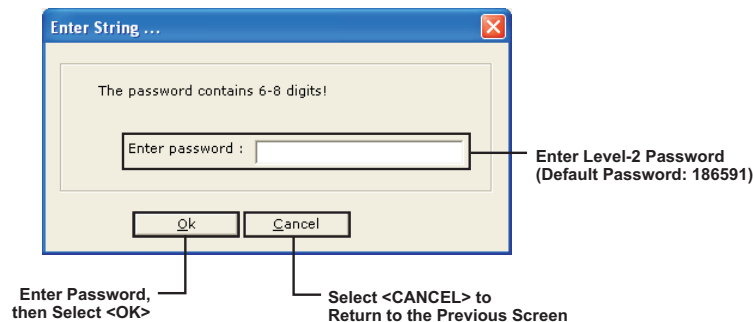 Enter String ...
The password contains 6-8 digits!
Enter password :
Enter Level-2 Password
(Default Password: 186591)
Ok
Cancel
Enter Password,
then Select <OK>
Select <CANCEL> to
Return to the Previous Screen